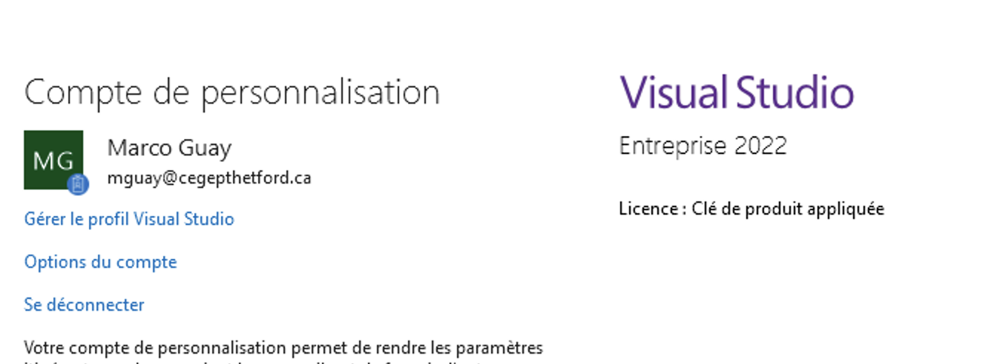 Compte de personnalisation
MG
Marco Guay
mguay@cegepthetford.ca
Gérer le profil Visual Studio
Options du compte
Se déconnecter
Votre compte de personnalisation permet de rendre les paramètres
Visual Studio
Entreprise 2022
Licence : Clé de produit appliquée